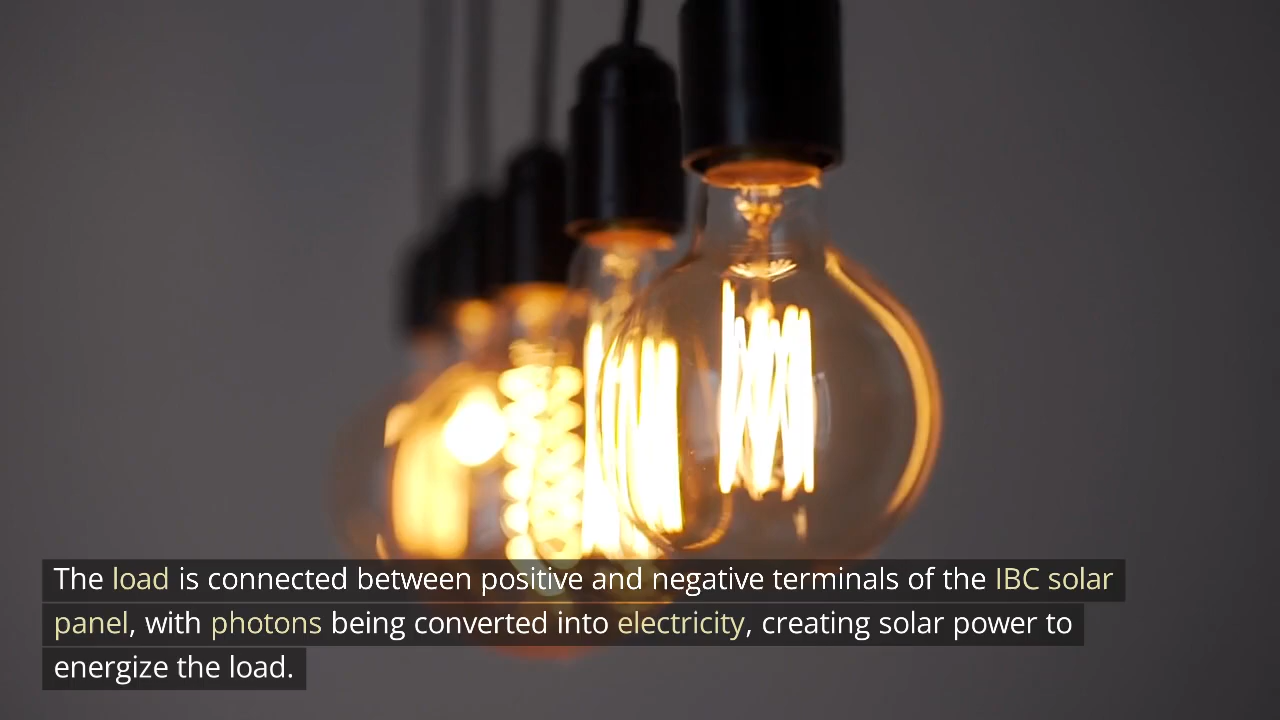 The load is connected between positive and negative terminals of the IBC solar
panel, with photons being converted into electricity, creating solar power to
energize the load.